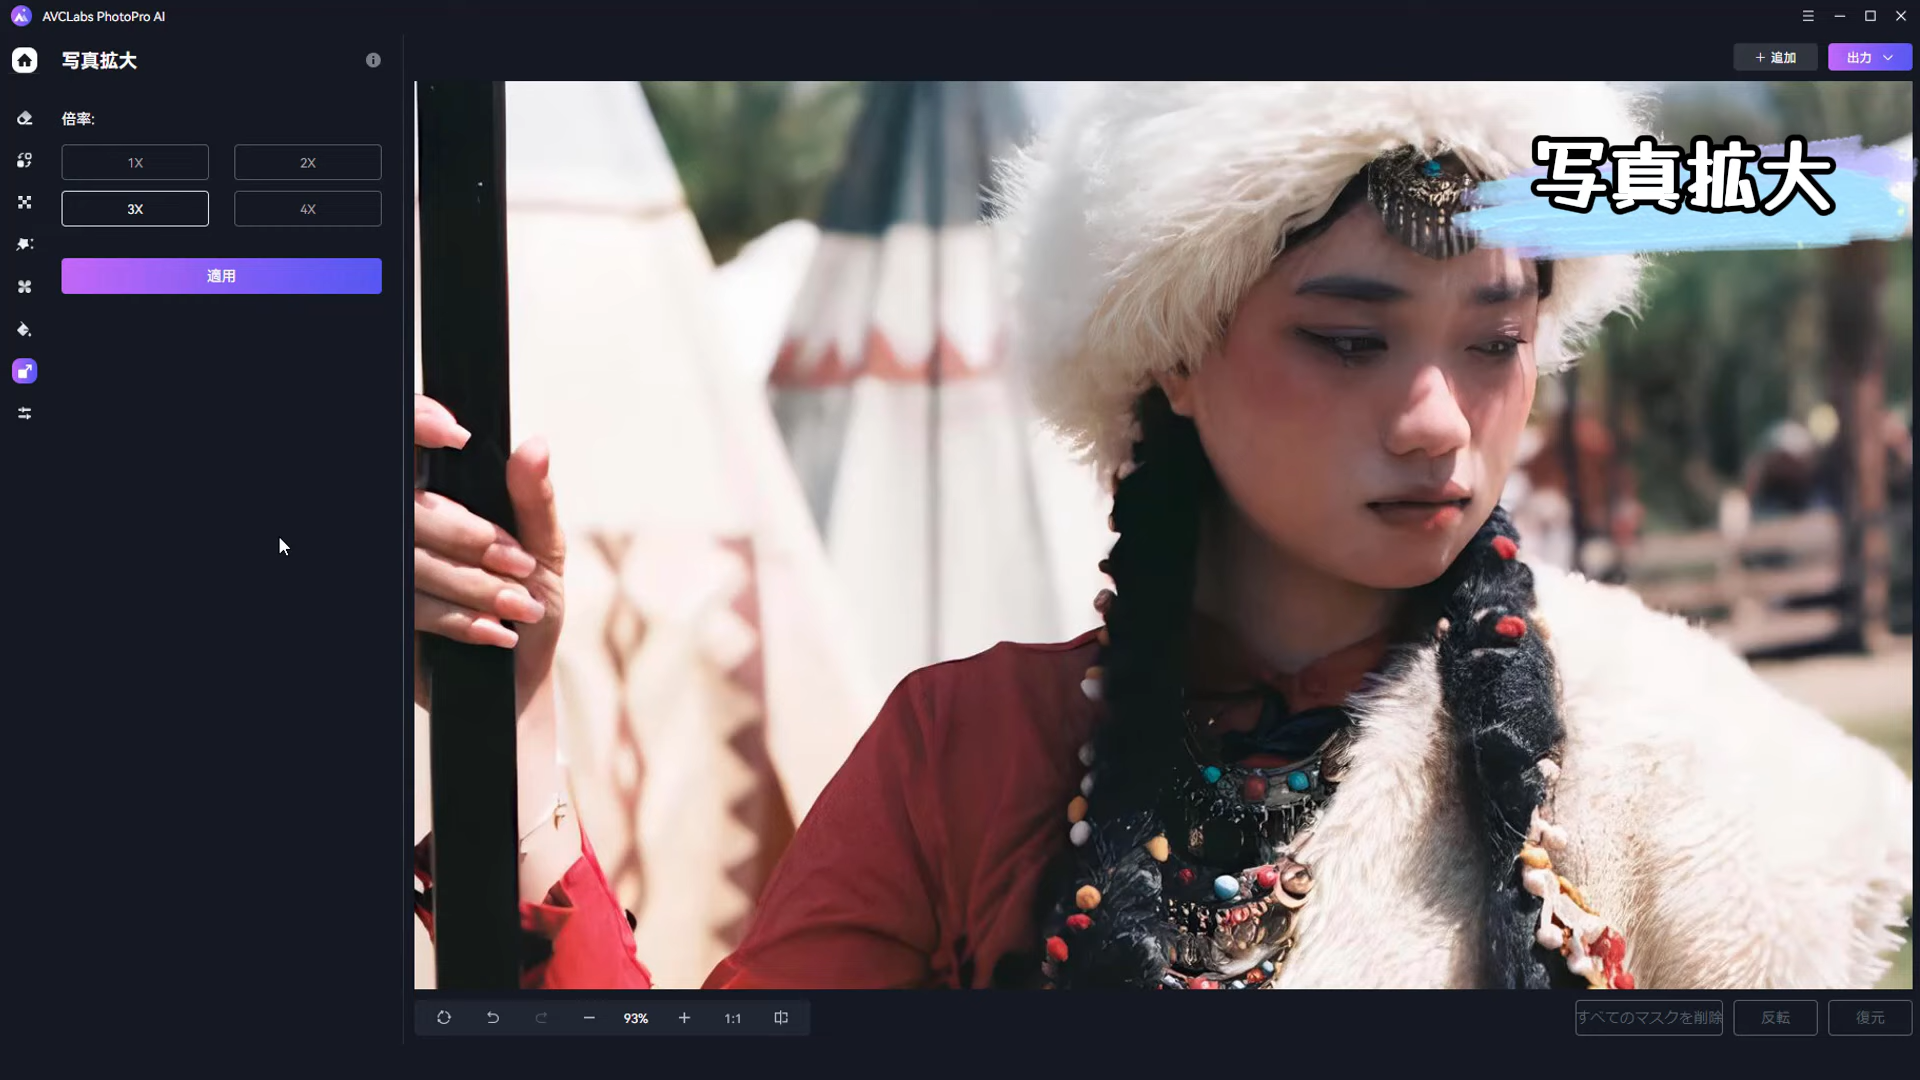 AVCLabs PhotoPro AI
写真拡大
＋ 追加
出力
倍率:
1X
2X
3X
4X
適用
写真拡大
93%
1:1
すべてのマスクを削除
反転
復元